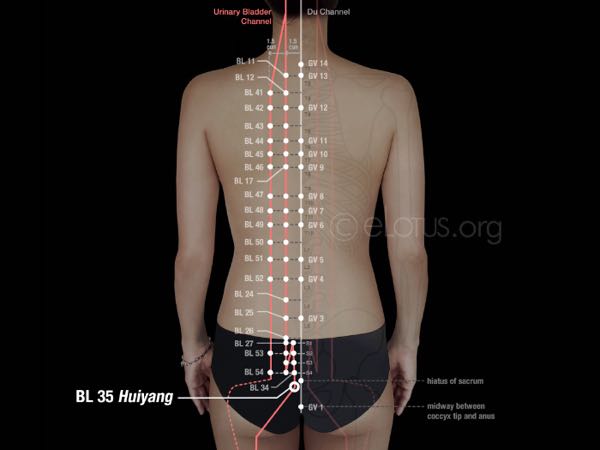 Urinary Bladder
Channel
Du Channel
1.5
cun
1.5
cun
BL 11
GV 14
GV 13
BL 12
BL 41
BL 42
GV 12
BL 43
BL 44
GV 11
BL 45
GV 10
BL 46
GV 9
BL 17
BL 47
GV 8
BL 48
GV 7
BL 49
GV 6
© eLOTUS.org
BL 50
BL 51
GV 5
BL 52
GV 4
BL 24
BL 25
GV 3
BL 26
BL 27
S1
BL 53
S2
S3
BL 54
S4
BL 34
hiatus of sacrum
BL 35 Huiyang
GV 1
midway between
coccyx tip and anus